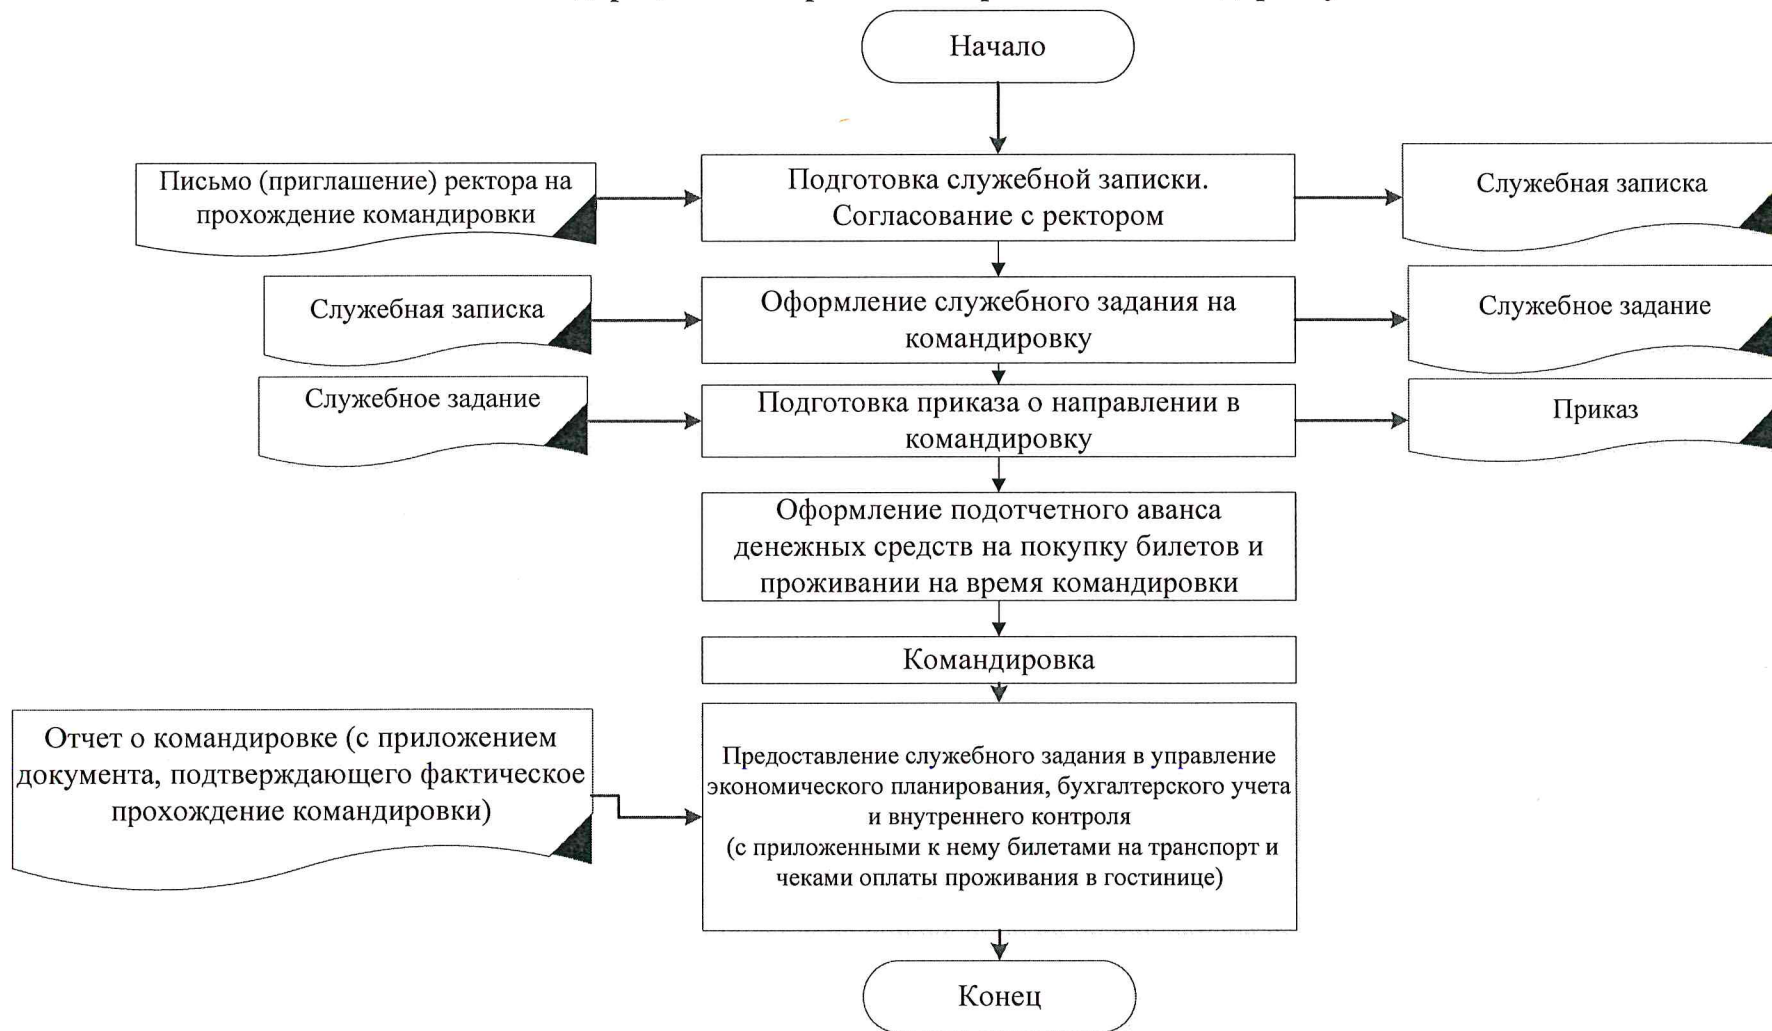 Начало
Письмо (приглашение) ректора на
прохождение командировки
Подготовка служебной записки.
Согласование с ректором
Служебная записка
Служебная записка
Оформление служебного задания на
командировку
Служебное задание
Служебное задание
Подготовка приказа о направлении в
командировку
Приказ
Оформление подотчетного аванса
денежных средств на покупку билетов и
проживании на время командировки
Командировка
Отчет о командировке (с приложением
документа, подтверждающего фактическое
прохождение командировки)
Предоставление служебного задания в управление
экономического планирования, бухгалтерского учета
и внутреннего контроля
(с приложенными к нему билетами на транспорт и
чеками оплаты проживания в гостинице)
Конец